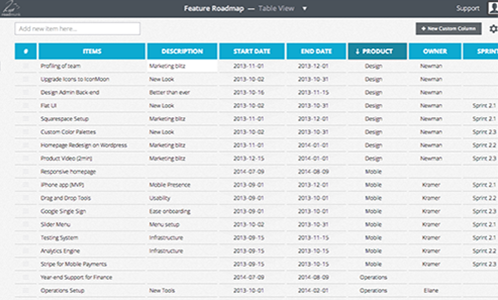 Feature Roadmap — Table View ▼
Support
Add new item here...
+ New Custom Column
# ITEMS DESCRIPTION START DATE END DATE ↓ PRODUCT OWNER SPRINT
Profiling of team Marketing blitz 2013-11-01 2013-12-01 Design Newman
Upgrade Icons to IconMoon New Look 2013-10-02 2013-10-31 Design Newman
Design Admin Back-end Better than ever 2013-10-16 2013-11-15 Design Newman
Flat UI New Look 2013-10-02 2013-10-31 Design Newman Sprint 2.1
Squarespace Setup Marketing blitz 2013-10-01 2013-10-31 Design Newman Sprint 2.2
Custom Color Palettes New Look 2013-10-02 2013-10-31 Design Newman Sprint 2.1
Homepage Redesign on Wordpress Marketing blitz 2013-11-01 2014-01-01 Design Newman Sprint 2.2
Product Video (2min) Marketing blitz 2013-12-15 2014-02-01 Design Newman Sprint 2.3
Responsive homepage 2014-07-09 2014-08-09 Mobile
iPhone app (MVP) Mobile Presence 2013-09-01 2013-12-01 Mobile Kramer Sprint 2.1
Drag and Drop Tools Usability 2013-09-01 2013-10-01 Mobile Kramer Sprint 2.2
Google Single Sign Ease onboarding 2013-09-01 2013-10-01 Mobile Kramer Sprint 2.1
Slider Menu Menu setup 2013-10-02 2013-10-31 Mobile Kramer Sprint 2.1
Testing System Infrastructure 2013-09-15 2013-11-15 Mobile Kramer Sprint 2.1
Analytics Engine Infrastructure 2013-09-15 2013-10-15 Mobile Kramer Sprint 2.2
Stripe for Mobile Payments 2013-09-15 2013-10-15 Mobile Kramer Sprint 2.3
Year-end Support for Finance 2014-07-09 2014-08-09 Operations
Operations Setup New Tools 2013-10-01 2014-02-01 Operations Eliane Sprint 2.2